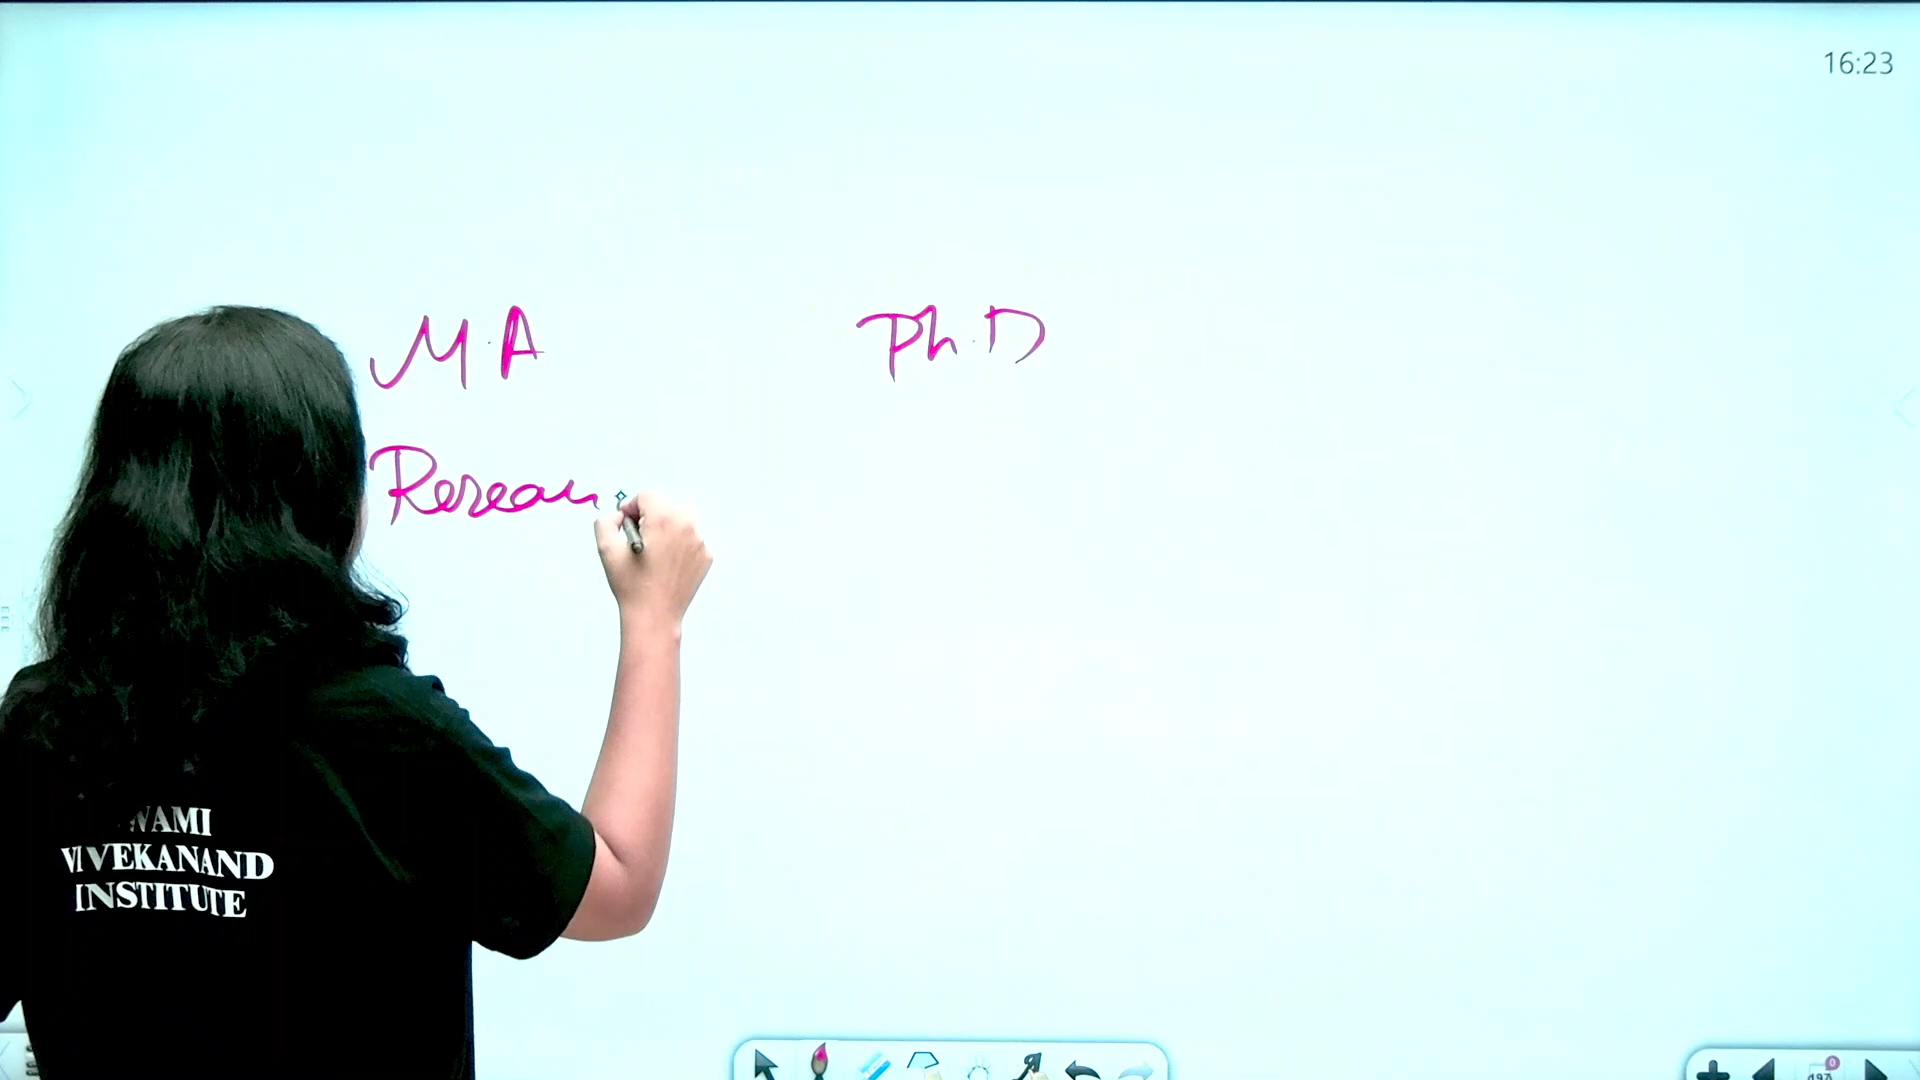 16:23
M.A Ph.D
Resear
WAMI
VIVEKANAND
INSTITUTE